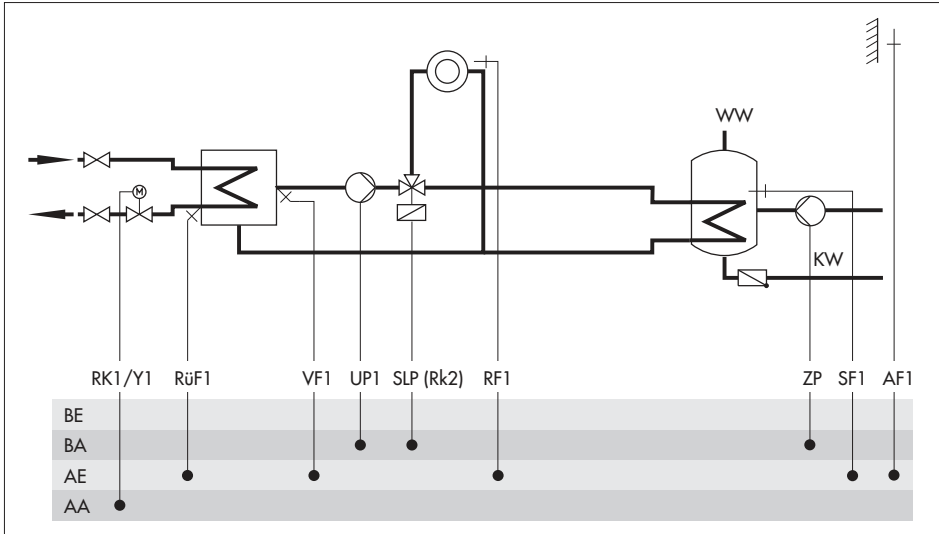 WW
M
KW
RK1/Y1 RüF1 VF1 UP1 SLP (Rk2) RF1 ZP SF1 AF1
BE
BA
AE
AA